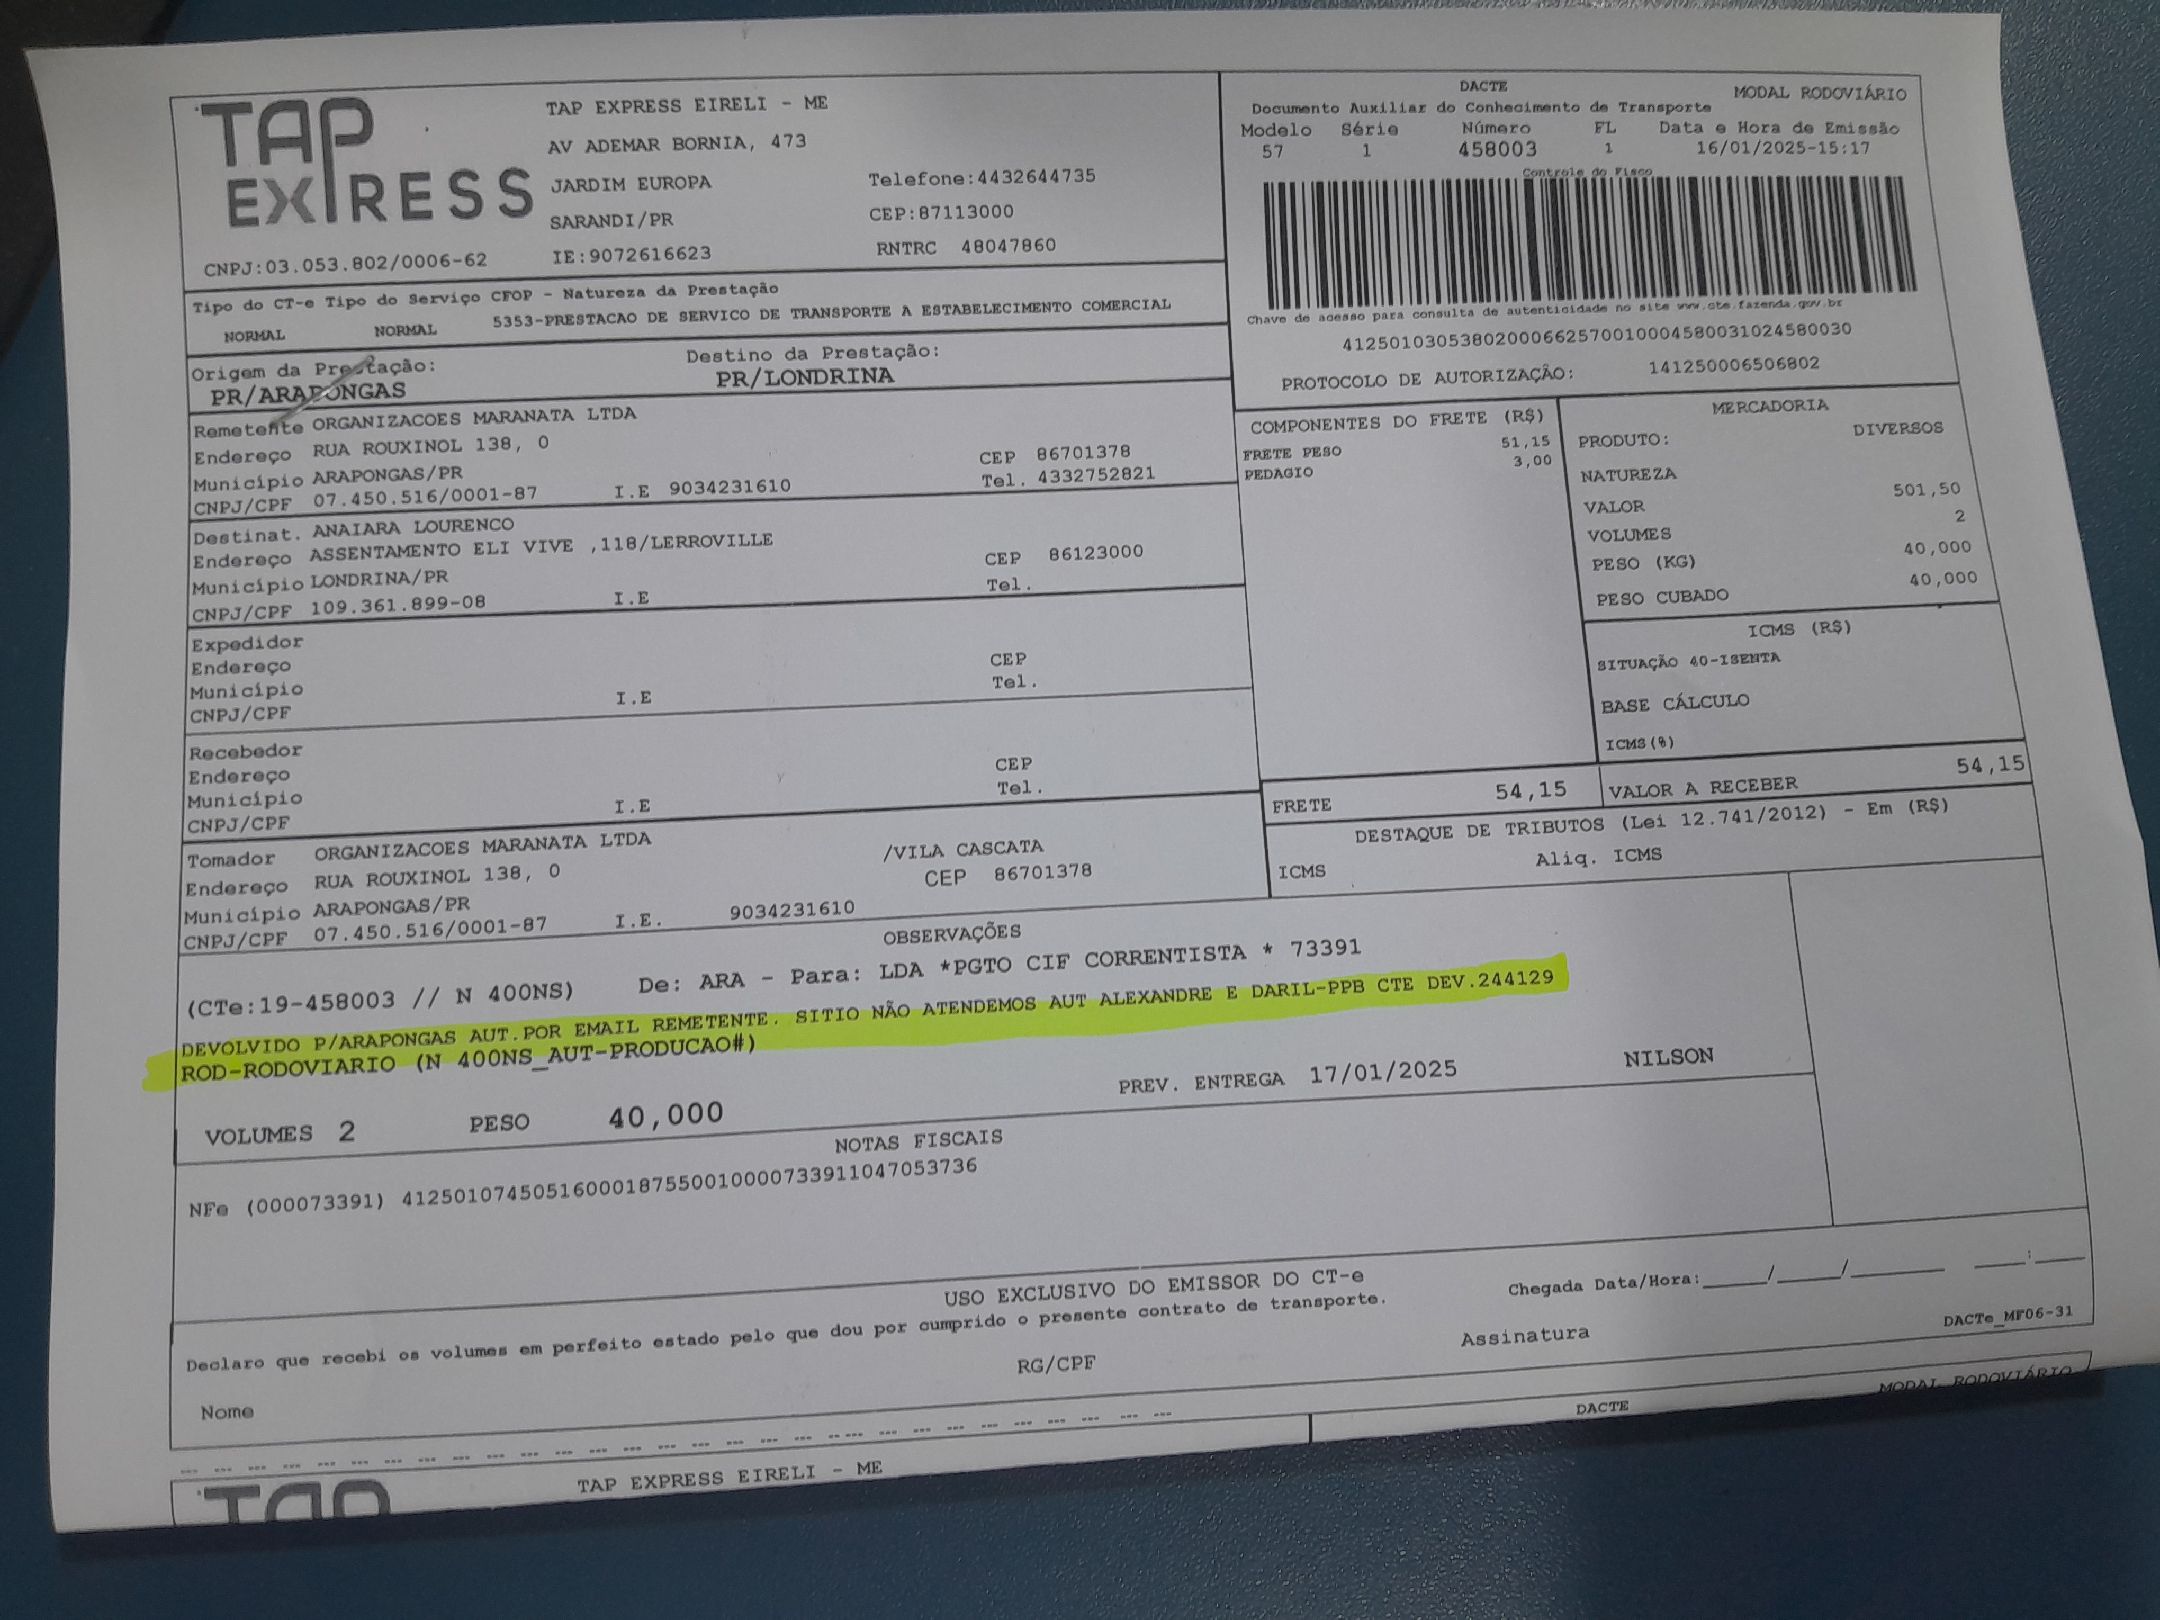 TAP EXPRESS
TAP EXPRESS EIRELI - ME
AV ADEMAR BORNIA, 473
JARDIM EUROPA Telefone:4432644735
SARANDI/PR CEP:87113000
CNPJ:03.053.802/0006-62 IE:9072616623 RNTRC 48047860
DACTE MODAL RODOVIÁRIO
Documento Auxiliar do Conhecimento de Transporte
Modelo Série Número FL Data e Hora de Emissão
57 1 458003 1 16/01/2025-15:17
Controle do Fisco
Chave de acesso para consulta de autenticidade no site www.cte.fazenda.gov.br
41250103053802000662570010004580031024580030
PROTOCOLO DE AUTORIZAÇÃO: 141250006506802
Tipo do CT-e Tipo do Serviço CFOP - Natureza da Prestação
NORMAL NORMAL 5353-PRESTACAO DE SERVICO DE TRANSPORTE A ESTABELECIMENTO COMERCIAL
Origem da Prestação: Destino da Prestação:
PR/ARAPONGAS PR/LONDRINA
Remetente ORGANIZACOES MARANATA LTDA
Endereço RUA ROUXINOL 138, 0 CEP 86701378
Município ARAPONGAS/PR Tel. 4332752821
CNPJ/CPF 07.450.516/0001-87 I.E 9034231610
Destinat. ANAIARA LOURENCO
Endereço ASSENTAMENTO ELI VIVE ,118/LERROVILLE CEP 86123000
Município LONDRINA/PR Tel.
CNPJ/CPF 109.361.899-08 I.E
Expedidor
Endereço CEP
Município Tel.
CNPJ/CPF I.E
Recebedor
Endereço CEP
Município Tel.
CNPJ/CPF I.E
Tomador ORGANIZACOES MARANATA LTDA /VILA CASCATA
Endereço RUA ROUXINOL 138, 0 CEP 86701378
Município ARAPONGAS/PR
CNPJ/CPF 07.450.516/0001-87 I.E. 9034231610
COMPONENTES DO FRETE (R$)
FRETE PESO 51,15
PEDAGIO 3,00
MERCADORIA
PRODUTO: DIVERSOS
NATUREZA
VALOR 501,50
VOLUMES 2
PESO (KG) 40,000
PESO CUBADO 40,000
ICMS (R$)
SITUAÇÃO 40-ISENTA
BASE CÁLCULO
ICMS(%)
FRETE 54,15 VALOR A RECEBER 54,15
DESTAQUE DE TRIBUTOS (Lei 12.741/2012) - Em (R$)
ICMS Aliq. ICMS
OBSERVAÇÕES
(CTe:19-458003 // N 400NS) De: ARA - Para: LDA *PGTO CIF CORRENTISTA * 73391
DEVOLVIDO P/ARAPONGAS AUT.POR EMAIL REMETENTE. SITIO NÃO ATENDEMOS AUT ALEXANDRE E DARIL-PPB CTE DEV.244129
ROD-RODOVIARIO (N 400NS_AUT-PRODUCAO#)
PREV. ENTREGA 17/01/2025 NILSON
VOLUMES 2 PESO 40,000
NOTAS FISCAIS
NFe (000073391) 41250107450516000187550010000733911047053736
USO EXCLUSIVO DO EMISSOR DO CT-e
Declaro que recebi os volumes em perfeito estado pelo que dou por cumprido o presente contrato de transporte.
Chegada Data/Hora:_____/_____/_______ ____:____
Nome RG/CPF Assinatura
DACTe_MF06-31
TAP
TAP EXPRESS EIRELI - ME
DACTE MODAL RODOVIÁRIO